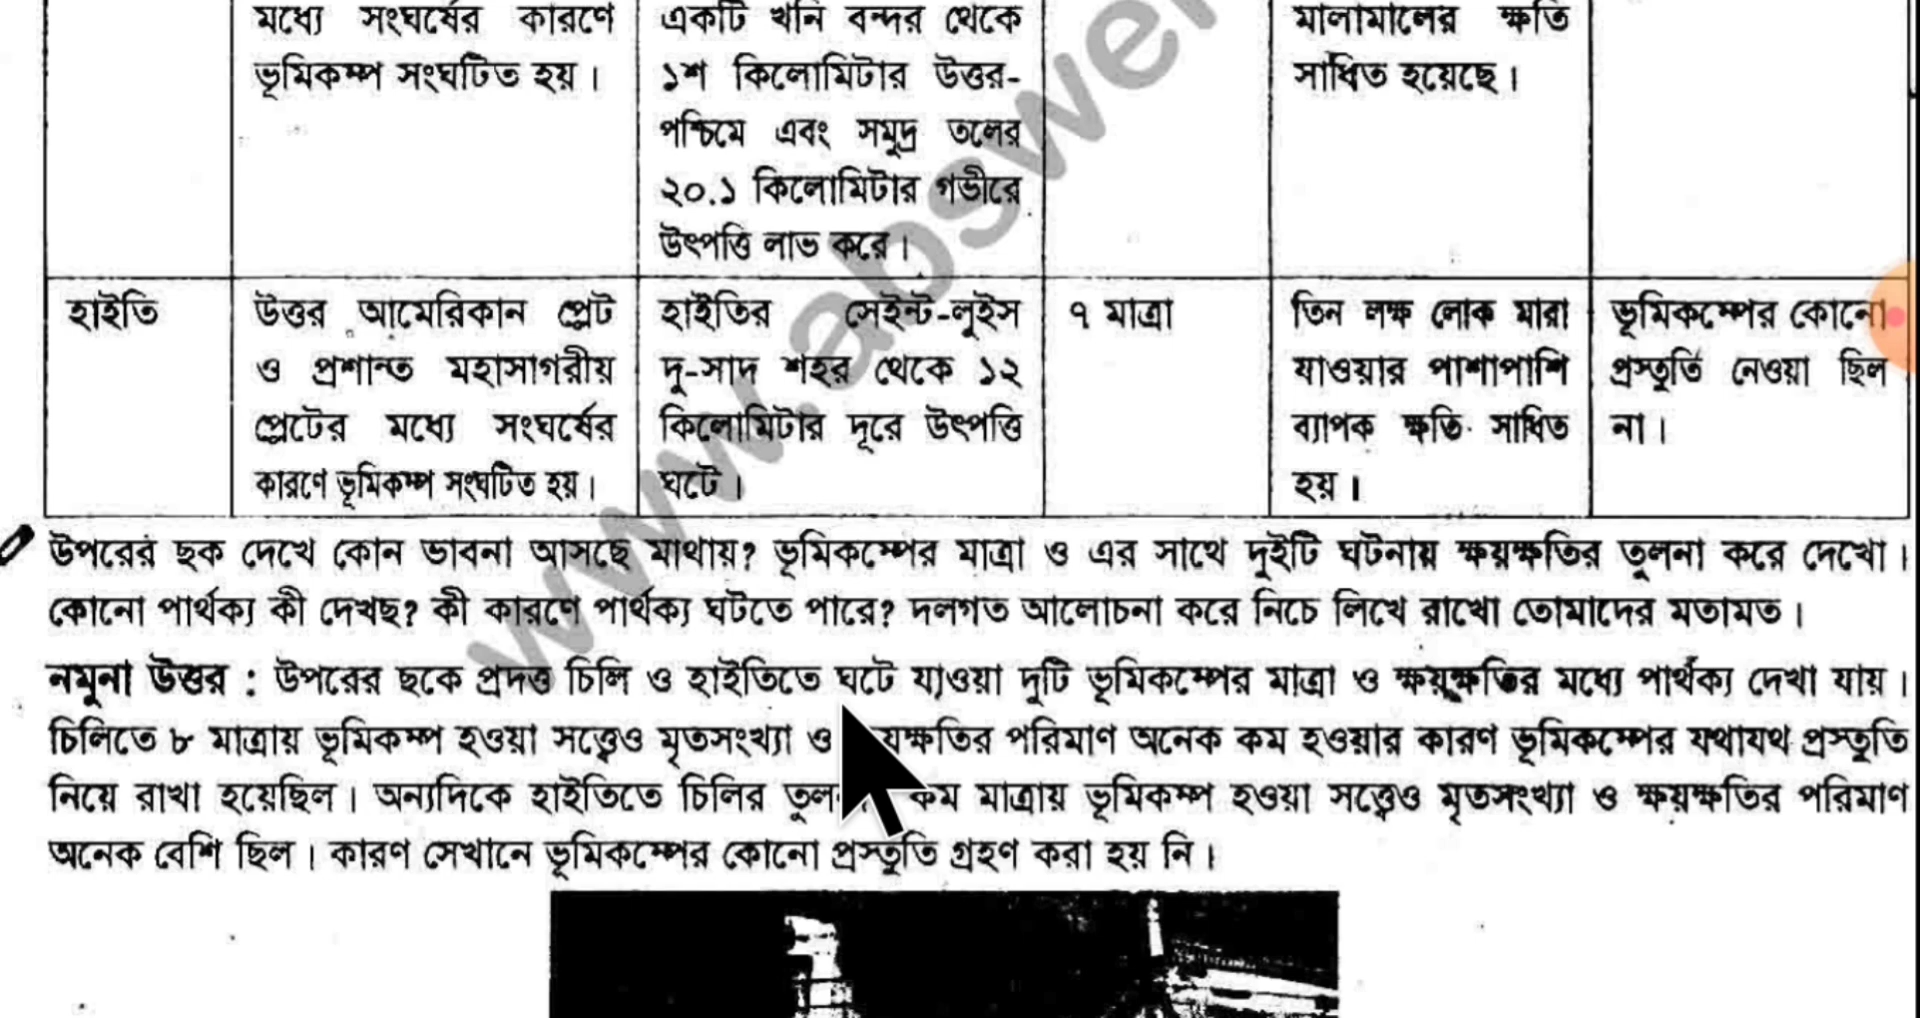 মধ্যে সংঘর্ষের কারণে
ভূমিকম্প সংঘটিত হয়।
একটি খনি বন্দর থেকে
১শ কিলোমিটার উত্তর-
পশ্চিমে এবং সমুদ্র তলের
২০.১ কিলোমিটার গভীরে
উৎপত্তি লাভ করে।
মালামালের ক্ষতি
সাধিত হয়েছে।
হাইতি
উত্তর আমেরিকান প্লেট
ও প্রশান্ত মহাসাগরীয়
প্লেটের মধ্যে সংঘর্ষের
কারণে ভূমিকম্প সংঘটিত হয়।
হাইতির সেইন্ট-লুইস
দু-সাদ শহর থেকে ১২
কিলোমিটার দূরে উৎপত্তি
ঘটে।
৭ মাত্রা
তিন লক্ষ লোক মারা
যাওয়ার পাশাপাশি
ব্যাপক ক্ষতি সাধিত
হয়।
ভূমিকম্পের কোনো
প্রস্তুতি নেওয়া ছিল
না।
উপরের ছক দেখে কোন ভাবনা আসছে মাথায়? ভূমিকম্পের মাত্রা ও এর সাথে দুইটি ঘটনায় ক্ষয়ক্ষতির তুলনা করে দেখো।
কোনো পার্থক্য কী দেখছ? কী কারণে পার্থক্য ঘটতে পারে? দলগত আলোচনা করে নিচে লিখে রাখো তোমাদের মতামত।
নমুনা উত্তর : উপরের ছকে প্রদত্ত চিলি ও হাইতিতে ঘটে যাওয়া দুটি ভূমিকম্পের মাত্রা ও ক্ষয়ক্ষতির মধ্যে পার্থক্য দেখা যায়।
চিলিতে ৮ মাত্রায় ভূমিকম্প হওয়া সত্ত্বেও মৃতসংখ্যা ও য়ক্ষতির পরিমাণ অনেক কম হওয়ার কারণ ভূমিকম্পের যথাযথ প্রস্তুতি
নিয়ে রাখা হয়েছিল। অন্যদিকে হাইতিতে চিলির তুল কম মাত্রায় ভূমিকম্প হওয়া সত্ত্বেও মৃতসংখ্যা ও ক্ষয়ক্ষতির পরিমাণ
অনেক বেশি ছিল। কারণ সেখানে ভূমিকম্পের কোনো প্রস্তুতি গ্রহণ করা হয় নি।
www.abswer